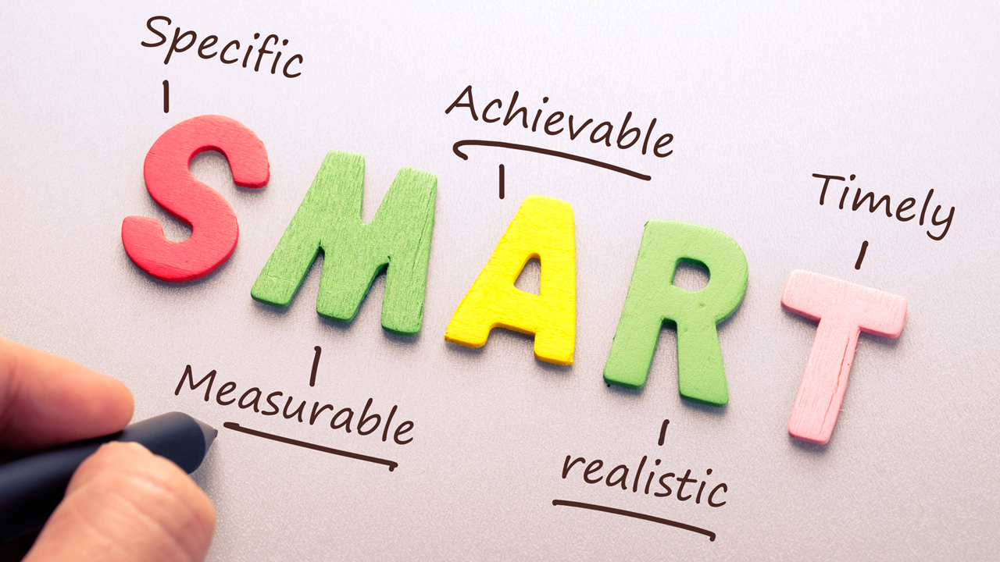 Specific
Achievable
Timely
SMART
Measurable
realistic